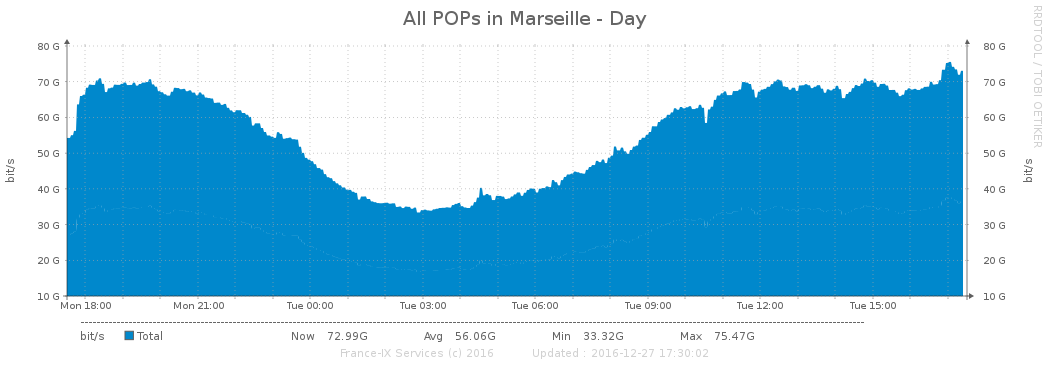 All POPs in Marseille - Day
RRDTOOL / TOBI OETIKER
80 G 80 G
70 G 70 G
60 G 60 G
50 G 50 G
bit/s bit/s
40 G 40 G
30 G 30 G
20 G 20 G
10 G 10 G
Mon 18:00 Mon 21:00 Tue 00:00 Tue 03:00 Tue 06:00 Tue 09:00 Tue 12:00 Tue 15:00
bit/s Total Now 72.99G Avg 56.06G Min 33.32G Max 75.47G
France-IX Services (c) 2016 Updated : 2016-12-27 17:30:02